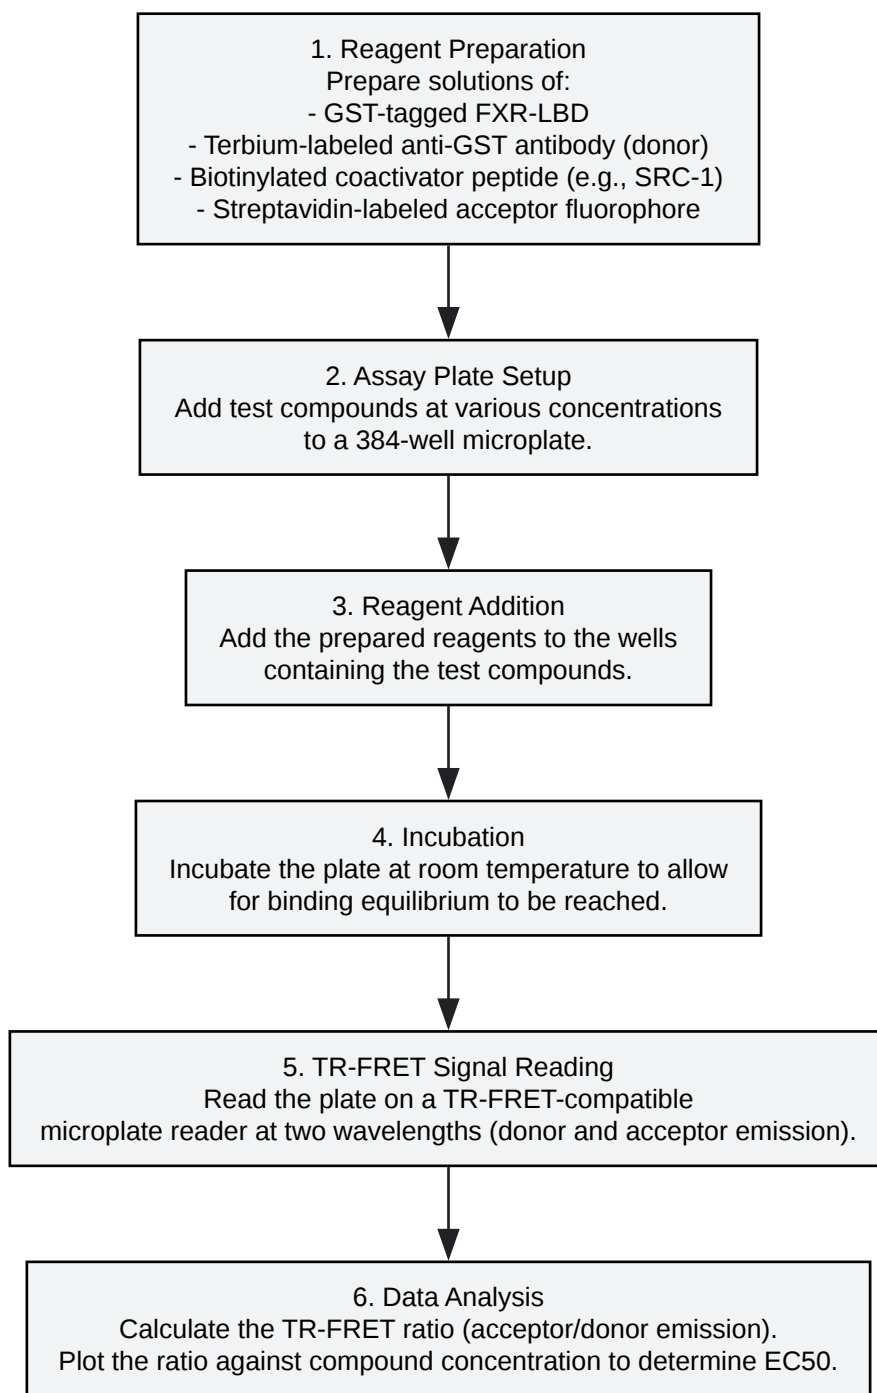 1. Reagent Preparation
Prepare solutions of:
- GST-tagged FXR-LBD
- Terbium-labeled anti-GST antibody (donor)
- Biotinylated coactivator peptide (e.g., SRC-1)
- Streptavidin-labeled acceptor fluorophore
2. Assay Plate Setup
Add test compounds at various concentrations
to a 384-well microplate.
3. Reagent Addition
Add the prepared reagents to the wells
containing the test compounds.
4. Incubation
Incubate the plate at room temperature to allow
for binding equilibrium to be reached.
5. TR-FRET Signal Reading
Read the plate on a TR-FRET-compatible
microplate reader at two wavelengths (donor and acceptor emission).
6. Data Analysis
Calculate the TR-FRET ratio (acceptor/donor emission).
Plot the ratio against compound concentration to determine EC50.